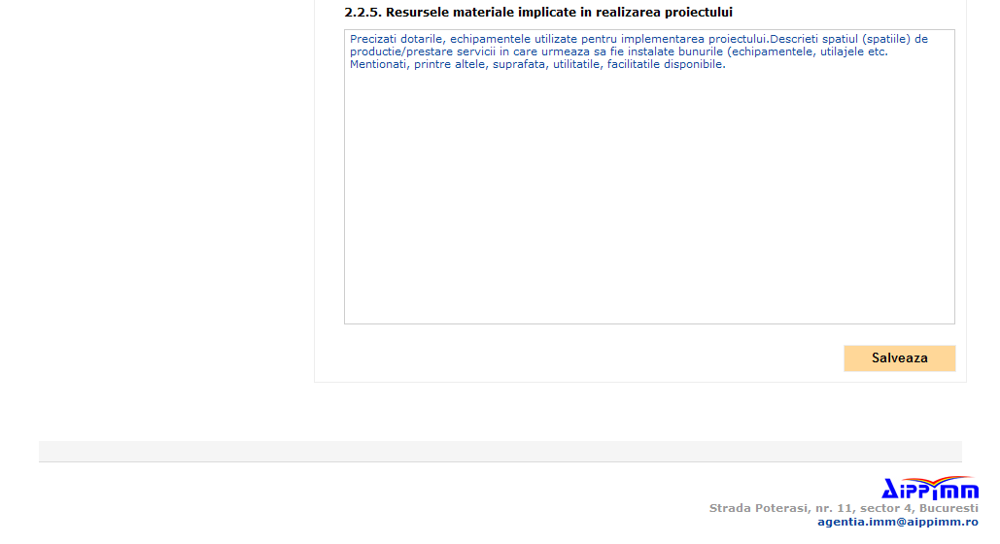 2.2.5. Resursele materiale implicate in realizarea proiectului
Precizati dotarile, echipamentele utilizate pentru implementarea proiectului.Descrieti spatiul (spatiile) de
productie/prestare servicii in care urmeaza sa fie instalate bunurile (echipamentele, utilajele etc.
Mentionati, printre altele, suprafata, utilitatile, facilitatile disponibile.
Salveaza
AIPPIMM
Strada Poterasi, nr. 11, sector 4, Bucuresti
agentia.imm@aippimm.ro